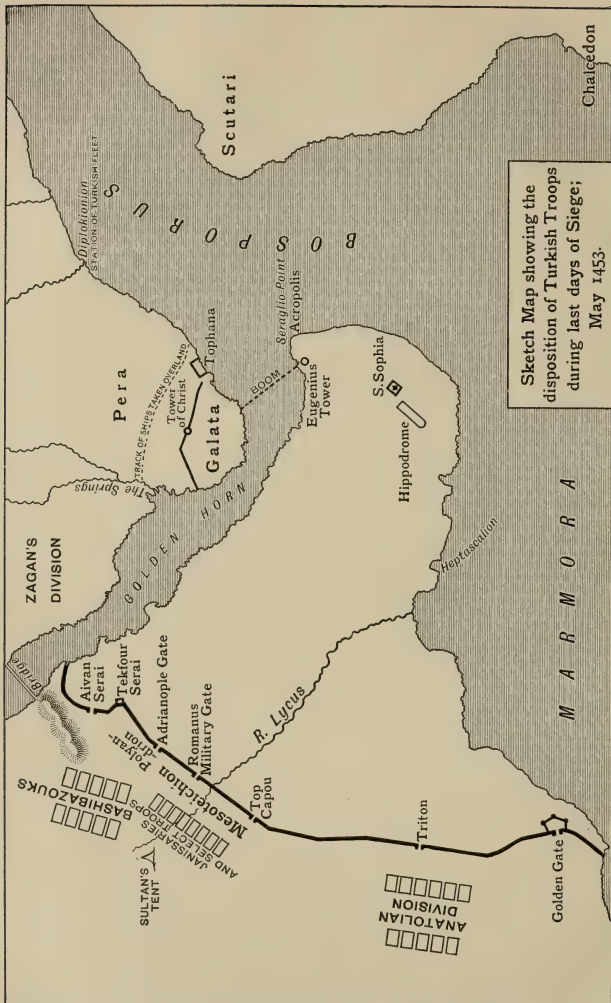 Sketch Map showing the
disposition of Turkish Troops
during last days of Siege;
May 1453.
Diplokionion
STATION OF TURKISH FLEET
Pera
TRACK OF SHIPS TAKEN OVERLAND
The Springs
ZAGAN'S
DIVISION
Tower
of Christ
Tophana
Galata
BOSPORUS
Scutari
Chalcedon
GOLDEN HORN
BOOM
Seraglio Point
Acropolis
Eugenius
Tower
S. Sophia
Hippodrome
Heptascalion
MARMORA
Bridge
Aivan
Serai
Tekfour
Serai
Adrianople Gate
Polyan-
drion
Romanus
Military Gate
Mesoteichion
R. Lycus
Top
Capou
BASHIBAZOUKS
JANISSARIES
AND SELECT TROOPS
SULTAN'S
TENT
Triton
ANATOLIAN
DIVISION
Golden Gate